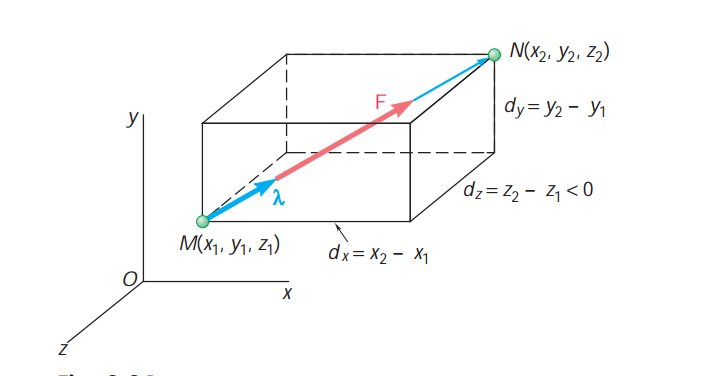 N(x₂, y₂, z₂)
F
dy = y₂ − y₁
y
λ
dz = z₂ − z₁ < 0
M(x₁, y₁, z₁)
dx = x₂ − x₁
O
x
z